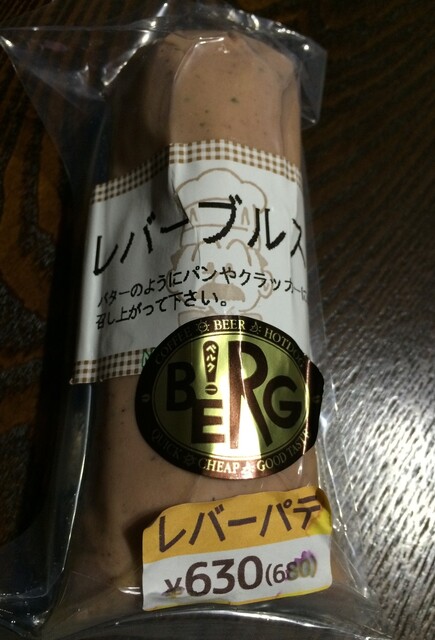 レバーブルス
バターのようにパンやクラッカーに
召し上がって下さい。
COFFEE BEER HOTDOG
ベルク
BERG
QUICK CHEAP GOOD TASTE
レバーパテ
¥630(680)